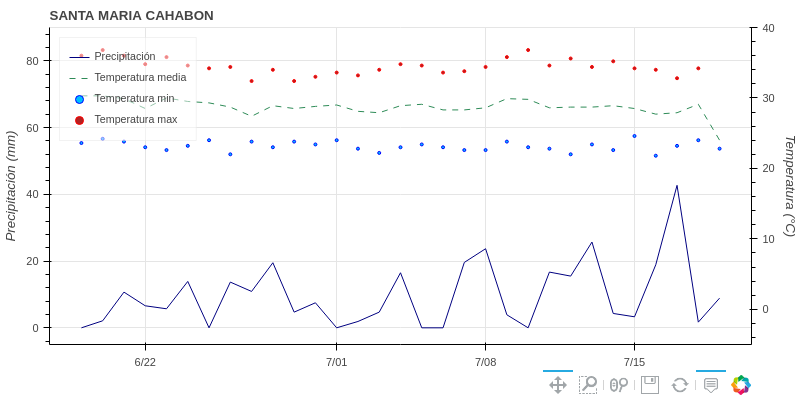 SANTA MARIA CAHABON
Precipitación
Temperatura media
Temperatura min
Temperatura max
Precipitación (mm)
80
60
40
20
0
Temperatura (°C)
40
30
20
10
0
6/22
7/01
7/08
7/15